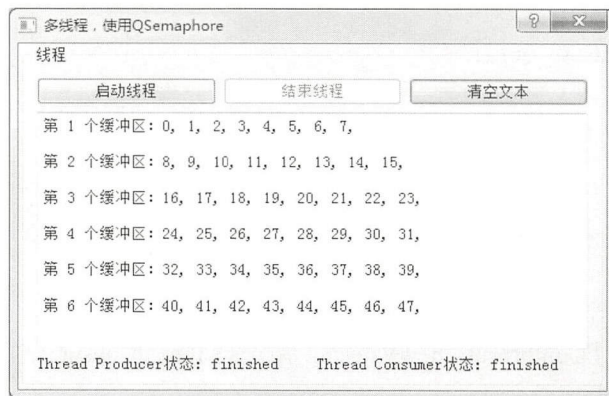 多线程，使用QSemaphore
线程
启动线程 结束线程 清空文本
第 1 个缓冲区: 0, 1, 2, 3, 4, 5, 6, 7,
第 2 个缓冲区: 8, 9, 10, 11, 12, 13, 14, 15,
第 3 个缓冲区: 16, 17, 18, 19, 20, 21, 22, 23,
第 4 个缓冲区: 24, 25, 26, 27, 28, 29, 30, 31,
第 5 个缓冲区: 32, 33, 34, 35, 36, 37, 38, 39,
第 6 个缓冲区: 40, 41, 42, 43, 44, 45, 46, 47,
Thread Producer状态: finished Thread Consumer状态: finished